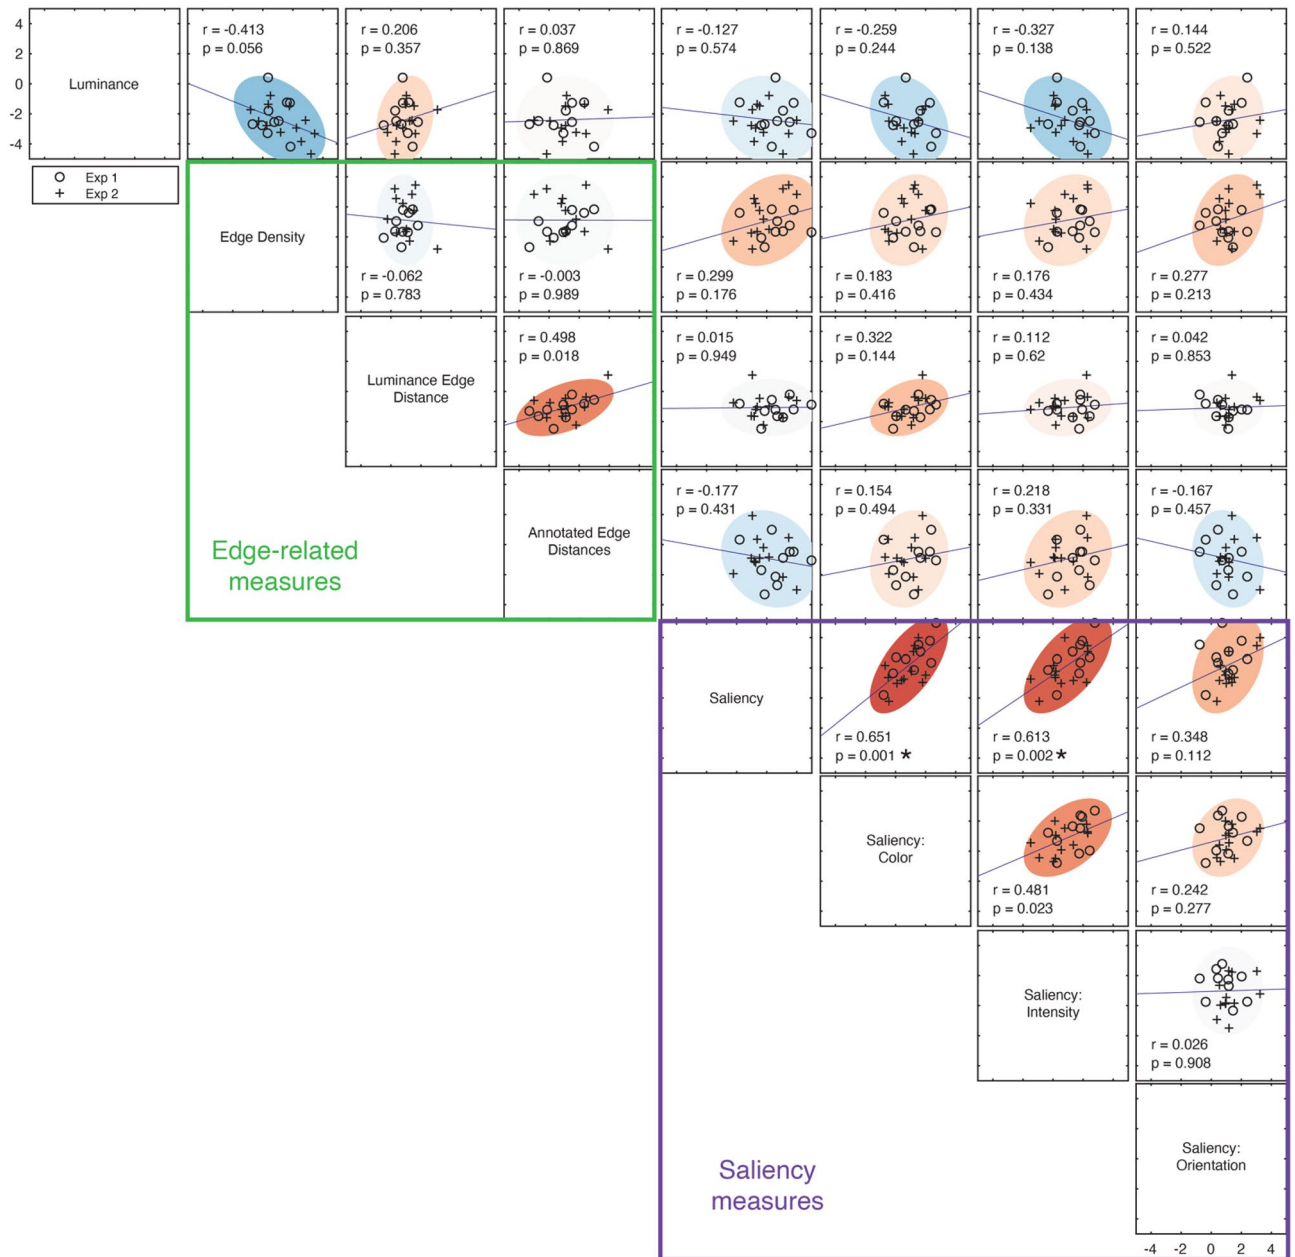 4
2
0
-2
-4
Luminance
r = -0.413
p = 0.056
r = 0.206
p = 0.357
r = 0.037
p = 0.869
r = -0.127
p = 0.574
r = -0.259
p = 0.244
r = -0.327
p = 0.138
r = 0.144
p = 0.522
Exp 1
Exp 2
Edge Density
r = -0.062
p = 0.783
r = -0.003
p = 0.989
r = 0.299
p = 0.176
r = 0.183
p = 0.416
r = 0.176
p = 0.434
r = 0.277
p = 0.213
Luminance Edge
Distance
r = 0.498
p = 0.018
r = 0.015
p = 0.949
r = 0.322
p = 0.144
r = 0.112
p = 0.62
r = 0.042
p = 0.853
Edge-related
measures
Annotated Edge
Distances
r = -0.177
p = 0.431
r = 0.154
p = 0.494
r = 0.218
p = 0.331
r = -0.167
p = 0.457
Saliency
r = 0.651
p = 0.001 *
r = 0.613
p = 0.002 *
r = 0.348
p = 0.112
Saliency:
Color
r = 0.481
p = 0.023
r = 0.242
p = 0.277
Saliency:
Intensity
r = 0.026
p = 0.908
Saliency
measures
Saliency:
Orientation
-4 -2 0 2 4